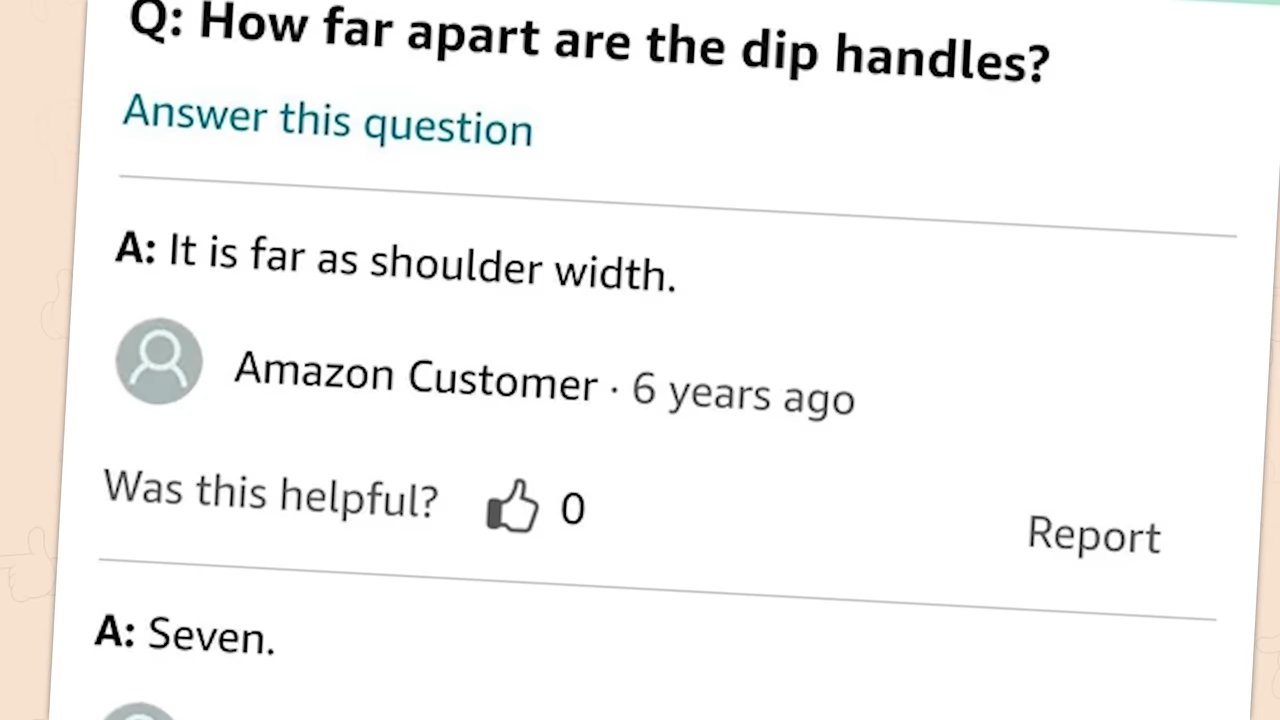 Q: How far apart are the dip handles?
Answer this question
A: It is far as shoulder width.
Amazon Customer · 6 years ago
Was this helpful? 0
Report
A: Seven.